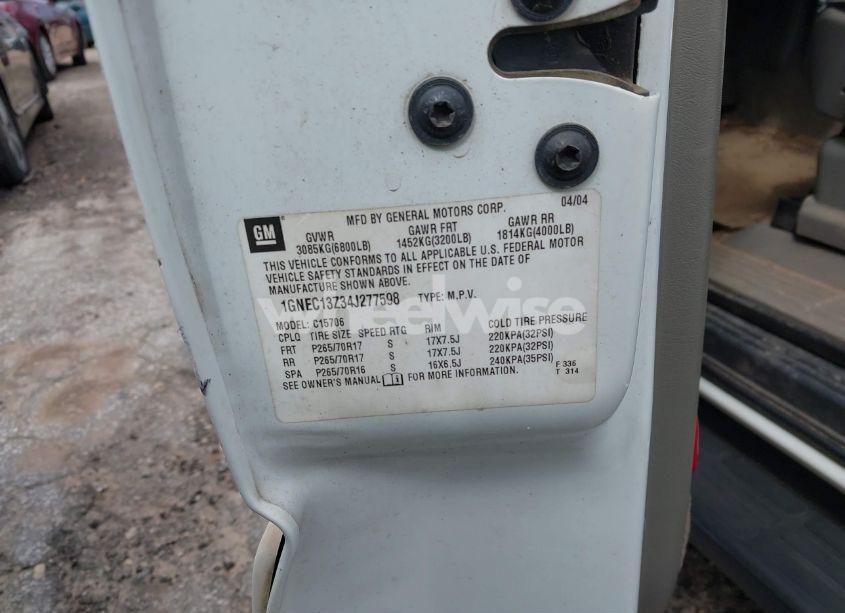 GM
MFD BY GENERAL MOTORS CORP. 04/04
GVWR GAWR FRT GAWR RR
3085KG(6800LB) 1452KG(3200LB) 1814KG(4000LB)
THIS VEHICLE CONFORMS TO ALL APPLICABLE U.S. FEDERAL MOTOR
VEHICLE SAFETY STANDARDS IN EFFECT ON THE DATE OF
MANUFACTURE SHOWN ABOVE.
1GNEC13Z34J277598 TYPE: M.P.V.
wheelwise
MODEL: C15706
CPLQ TIRE SIZE SPEED RTG RIM COLD TIRE PRESSURE
FRT P265/70R17 S 17X7.5J 220KPA(32PSI)
RR P265/70R17 S 17X7.5J 220KPA(32PSI)
SPA P265/70R16 S 16X6.5J 240KPA(35PSI)
SEE OWNER'S MANUAL FOR MORE INFORMATION.
F 336
T 314